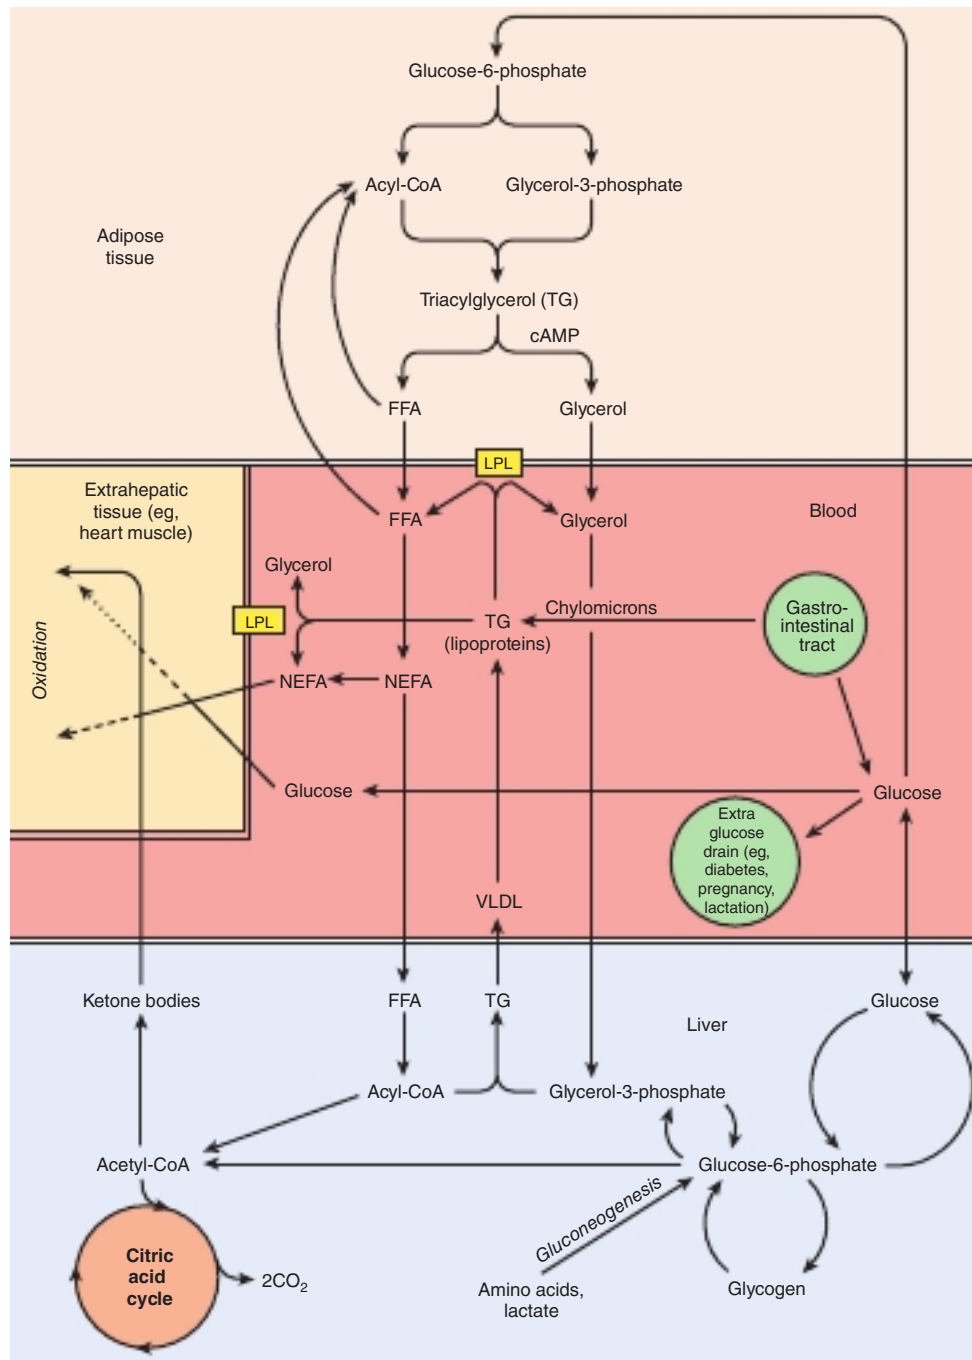 Glucose-6-phosphate
Acyl-CoA
Glycerol-3-phosphate
Adipose
tissue
Triacylglycerol (TG)
cAMP
FFA
Glycerol
LPL
Extrahepatic
tissue (eg,
heart muscle)
FFA
Glycerol
Blood
Glycerol
Oxidation
LPL
TG
(lipoproteins)
Chylomicrons
Gastro-
intestinal
tract
NEFA
NEFA
Glucose
Glucose
Extra
glucose
drain (eg,
diabetes,
pregnancy,
lactation)
VLDL
Ketone bodies
FFA
TG
Liver
Glucose
Acyl-CoA
Glycerol-3-phosphate
Acetyl-CoA
Glucose-6-phosphate
Gluconeogenesis
Citric
acid
cycle
2CO₂
Amino acids,
lactate
Glycogen